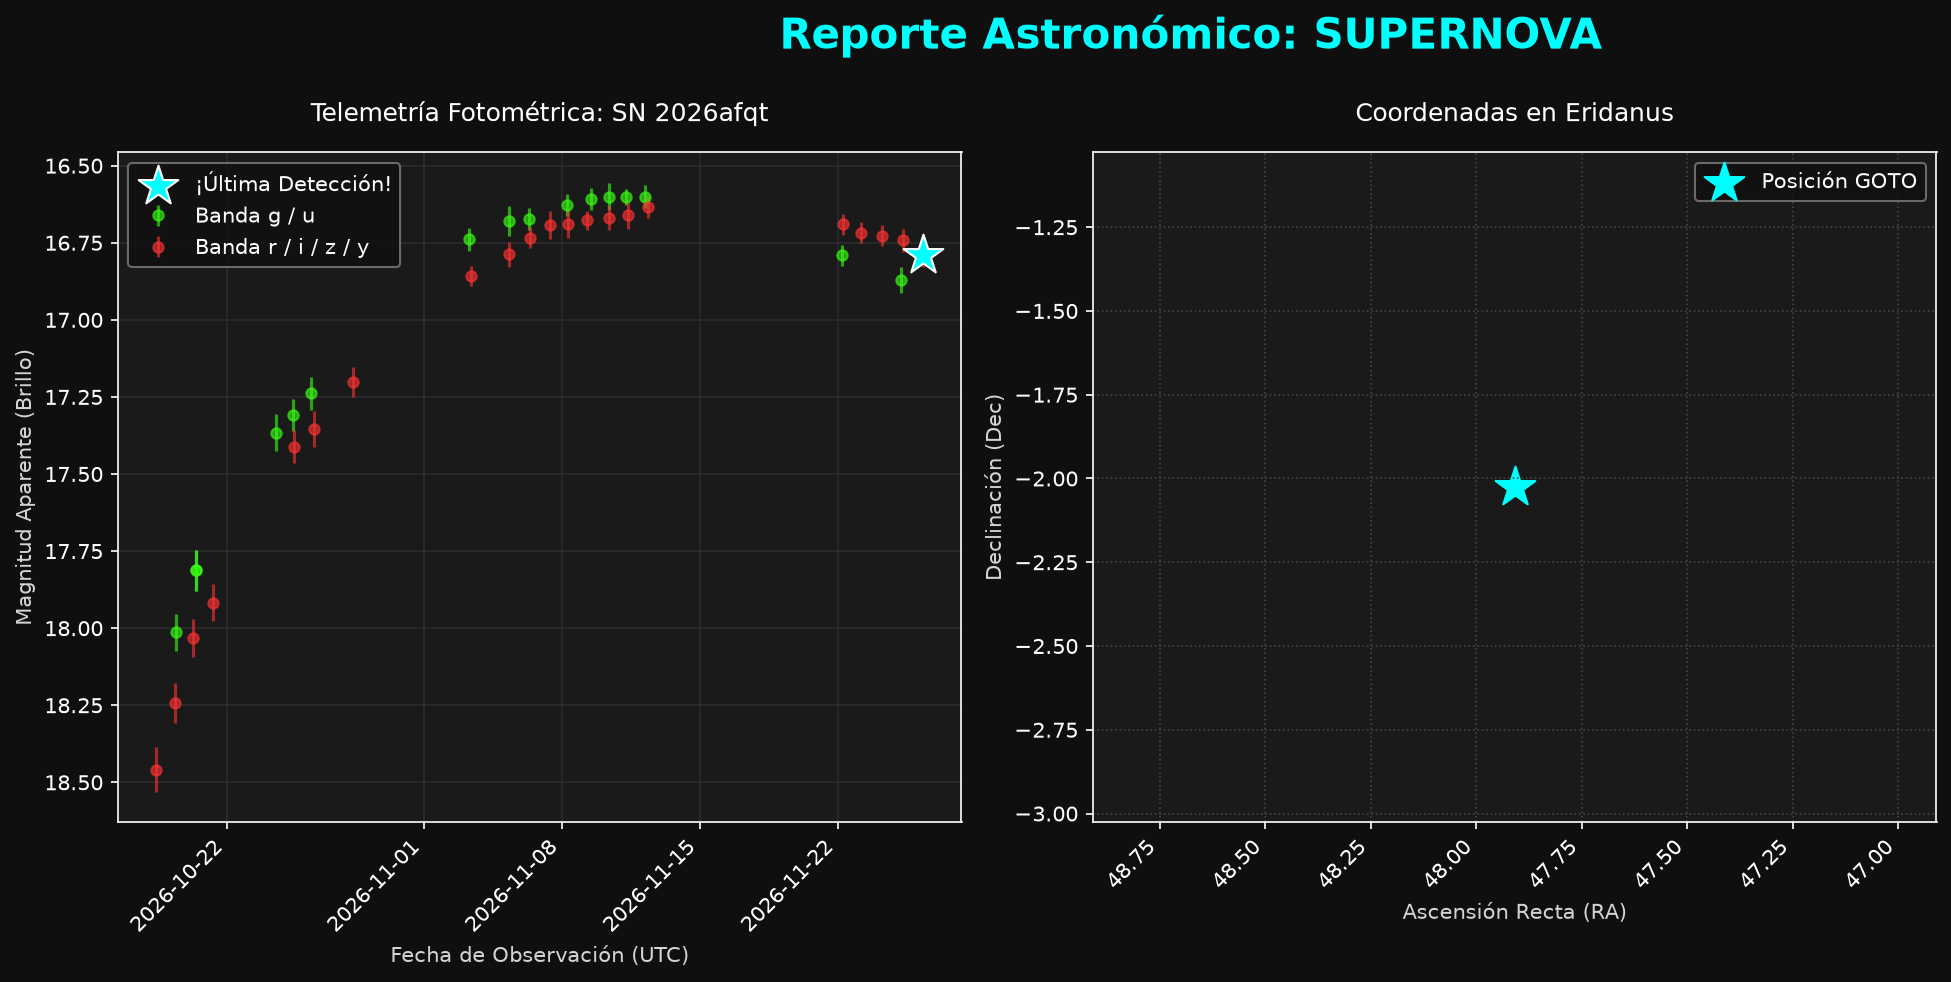 Reporte Astronómico: SUPERNOVA
Telemetría Fotométrica: SN 2026afqt
¡Última Detección!
Banda g / u
Banda r / i / z / y
Magnitud Aparente (Brillo)
16.50
16.75
17.00
17.25
17.50
17.75
18.00
18.25
18.50
2026-10-22
2026-11-01
2026-11-08
2026-11-15
2026-11-22
Fecha de Observación (UTC)
Coordenadas en Eridanus
Posición GOTO
Declinación (Dec)
−1.25
−1.50
−1.75
−2.00
−2.25
−2.50
−2.75
−3.00
48.75
48.50
48.25
48.00
47.75
47.50
47.25
47.00
Ascensión Recta (RA)